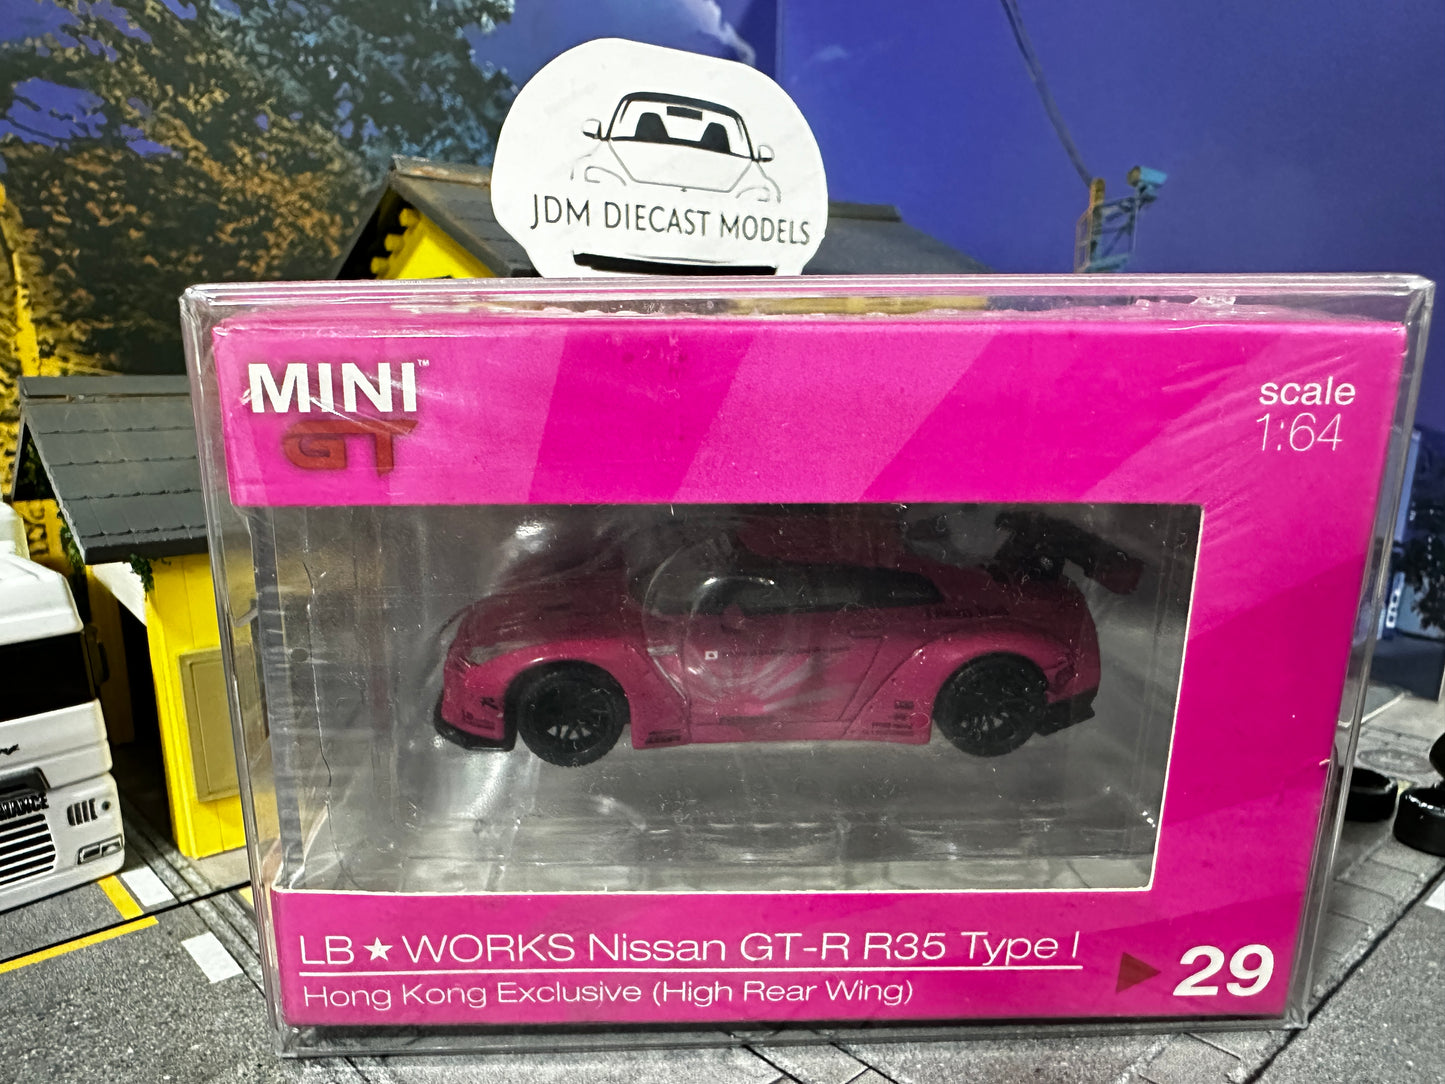 JDM DIECAST MODELS
MINI™
GT
scale
1:64
LB★WORKS Nissan GT-R R35 Type I
Hong Kong Exclusive (High Rear Wing)
29